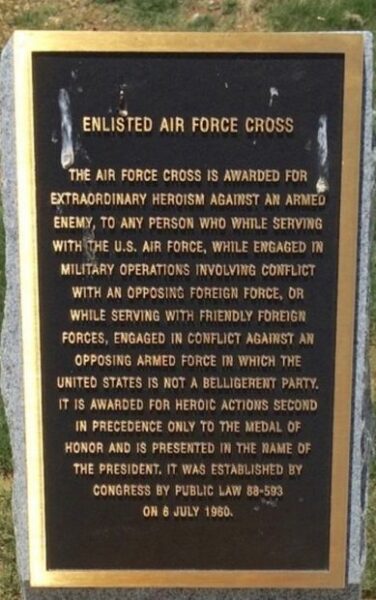 ENLISTED AIR FORCE CROSS
THE AIR FORCE CROSS IS AWARDED FOR
EXTRAORDINARY HEROISM AGAINST AN ARMED
ENEMY, TO ANY PERSON WHO WHILE SERVING
WITH THE U.S. AIR FORCE, WHILE ENGAGED IN
MILITARY OPERATIONS INVOLVING CONFLICT
WITH AN OPPOSING FOREIGN FORCE, OR
WHILE SERVING WITH FRIENDLY FOREIGN
FORCES, ENGAGED IN CONFLICT AGAINST AN
OPPOSING ARMED FORCE IN WHICH THE
UNITED STATES IS NOT A BELLIGERENT PARTY.
IT IS AWARDED FOR HEROIC ACTIONS SECOND
IN PRECEDENCE ONLY TO THE MEDAL OF
HONOR AND IS PRESENTED IN THE NAME OF
THE PRESIDENT. IT WAS ESTABLISHED BY
CONGRESS BY PUBLIC LAW 88-593
ON 6 JULY 1960.